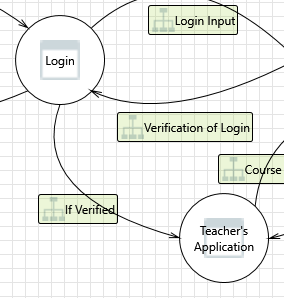 Login Input
Login
Verification of Login
Course
If Verified
Teacher's
Application